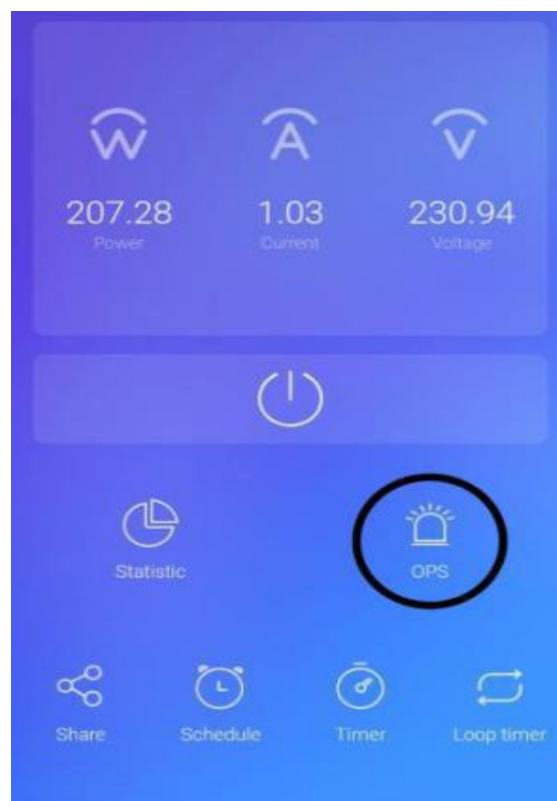 W A V
207.28 1.03 230.94
Power Current Voltage
Statistic OPS
Share Schedule Timer Loop timer